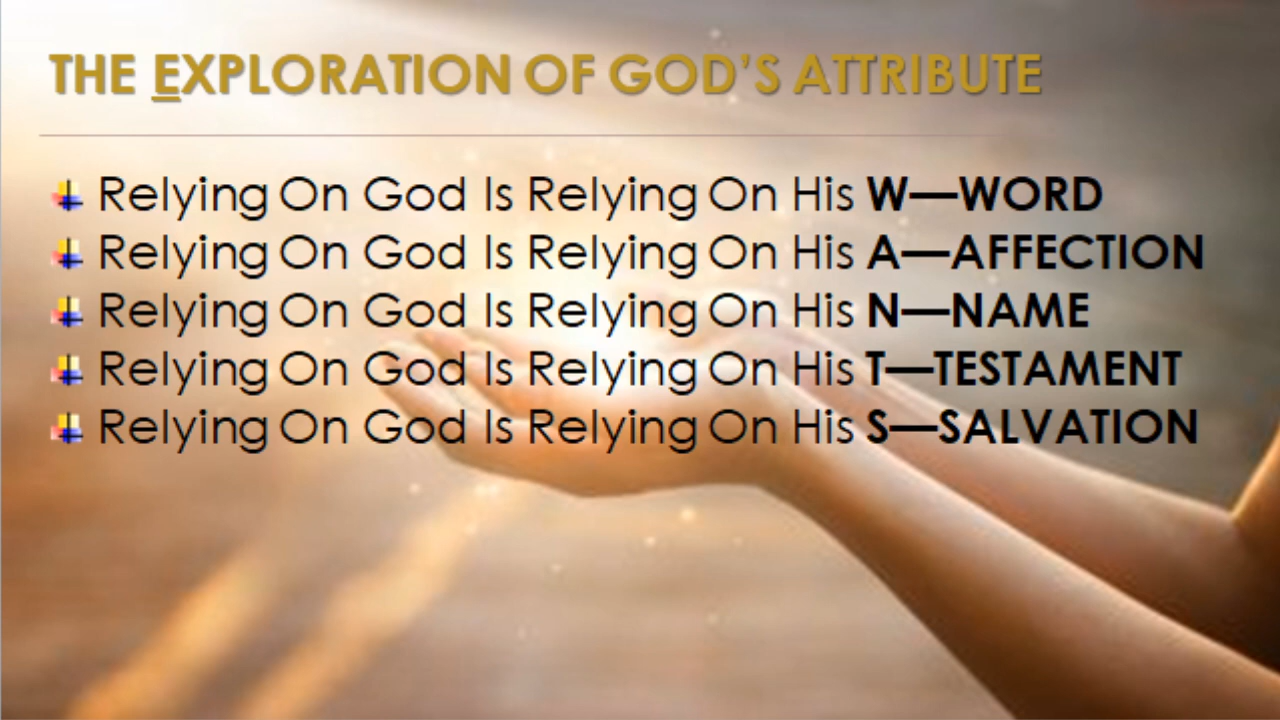 THE EXPLORATION OF GOD’S ATTRIBUTE
Relying On God Is Relying On His W—WORD
Relying On God Is Relying On His A—AFFECTION
Relying On God Is Relying On His N—NAME
Relying On God Is Relying On His T—TESTAMENT
Relying On God Is Relying On His S—SALVATION